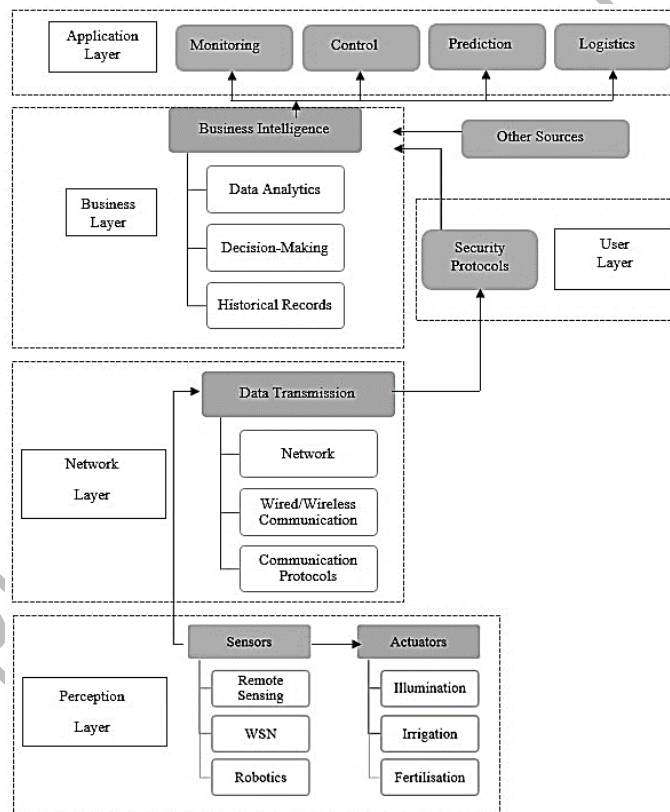 Application
Layer
Monitoring
Control
Prediction
Logistics
Business Intelligence
Other Sources
Business
Layer
Data Analytics
Decision-Making
Historical Records
Security
Protocols
User
Layer
Data Transmission
Network
Layer
Network
Wired/Wireless
Communication
Communication
Protocols
Sensors
Actuators
Perception
Layer
Remote
Sensing
WSN
Robotics
Illumination
Irrigation
Fertilisation